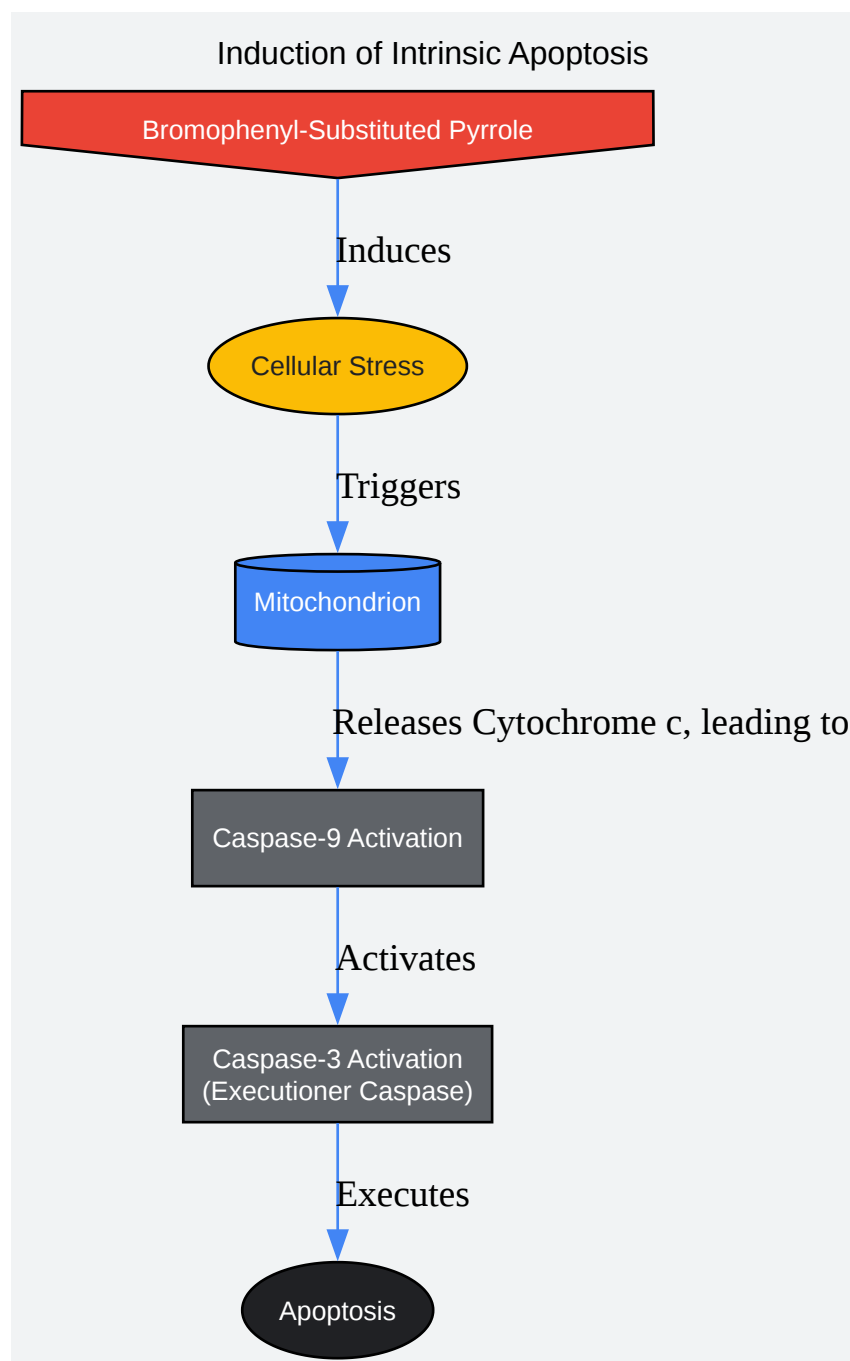 Induction of Intrinsic Apoptosis
Bromophenyl-Substituted Pyrrole
Induces
Cellular Stress
Triggers
Mitochondrion
Releases Cytochrome c, leading to
Caspase-9 Activation
Activates
Caspase-3 Activation
(Executioner Caspase)
Executes
Apoptosis